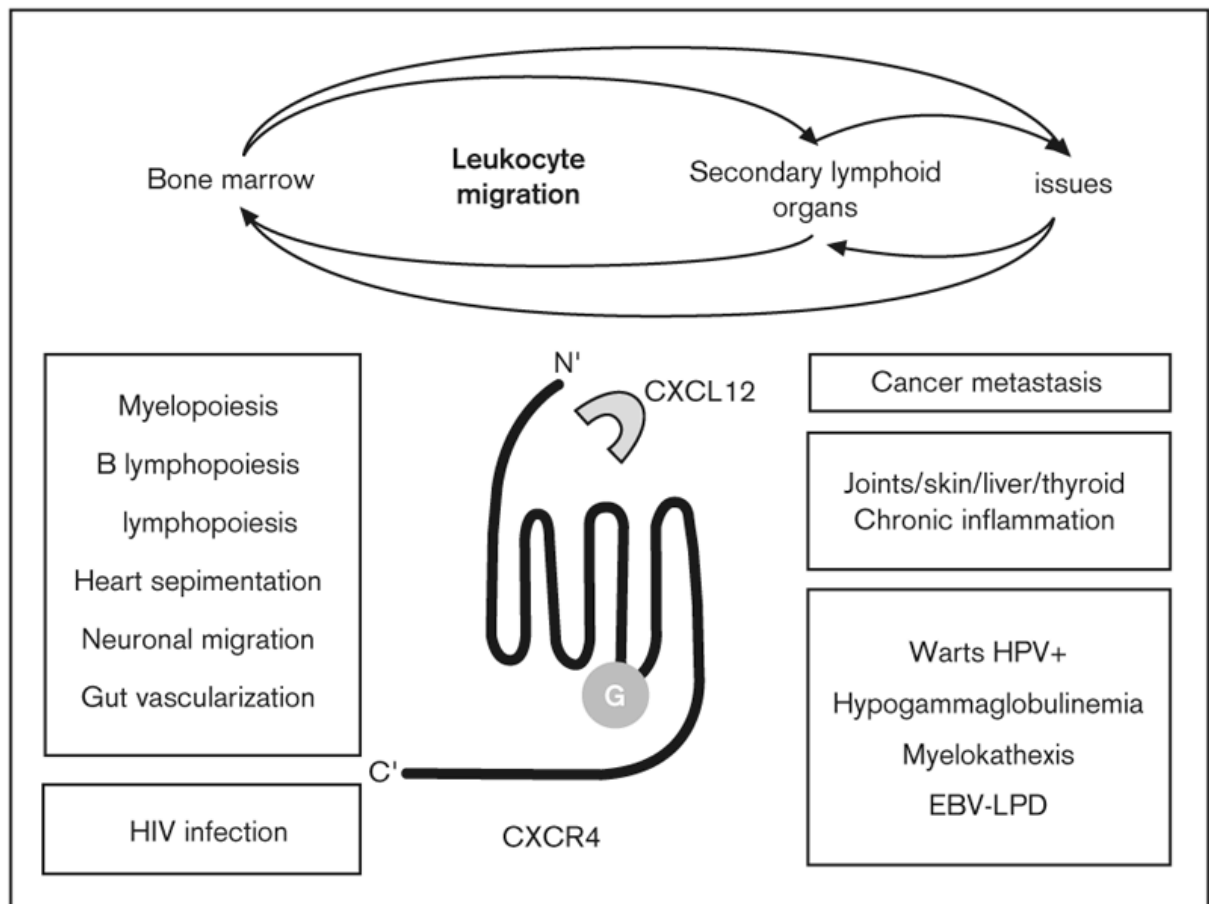 Bone marrow
Leukocyte
migration
Secondary lymphoid
organs
issues
Myelopoiesis
B lymphopoiesis
lymphopoiesis
Heart sepimentation
Neuronal migration
Gut vascularization
HIV infection
N'
CXCL12
G
C'
CXCR4
Cancer metastasis
Joints/skin/liver/thyroid
Chronic inflammation
Warts HPV+
Hypogammaglobulinemia
Myelokathexis
EBV-LPD